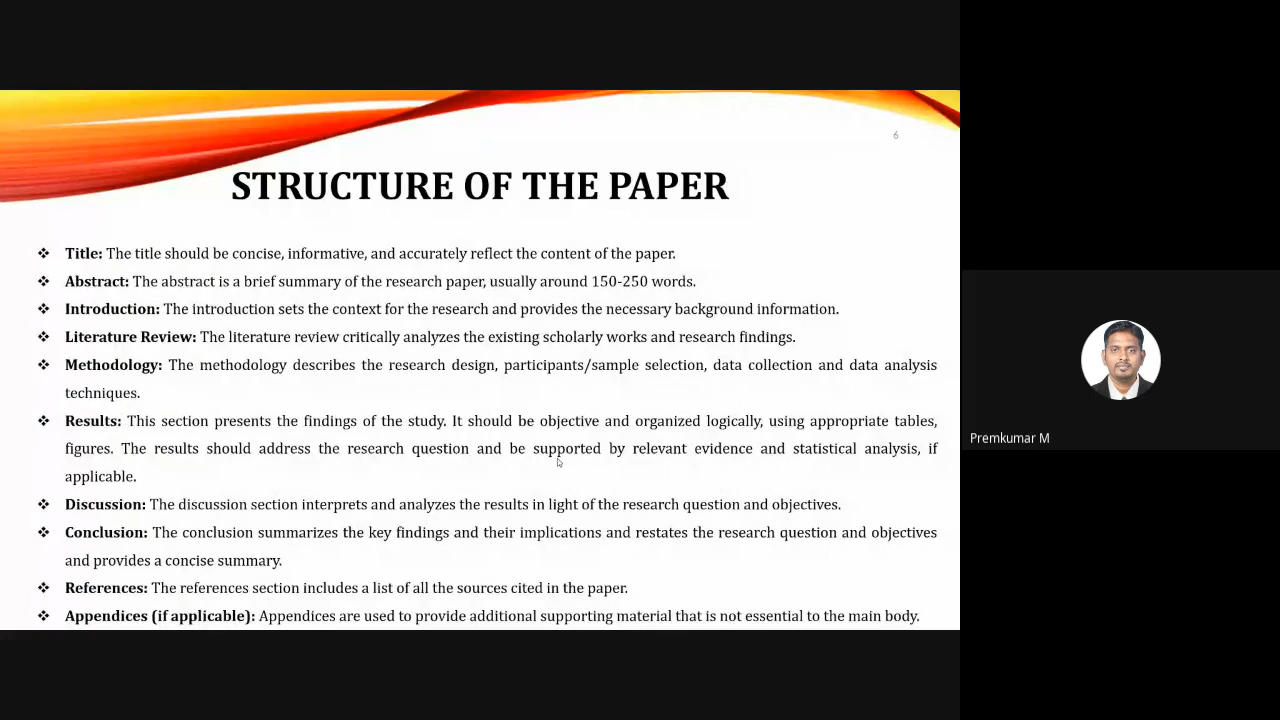 6
STRUCTURE OF THE PAPER
❖ Title: The title should be concise, informative, and accurately reflect the content of the paper.
❖ Abstract: The abstract is a brief summary of the research paper, usually around 150-250 words.
❖ Introduction: The introduction sets the context for the research and provides the necessary background information.
❖ Literature Review: The literature review critically analyzes the existing scholarly works and research findings.
❖ Methodology: The methodology describes the research design, participants/sample selection, data collection and data analysis
techniques.
❖ Results: This section presents the findings of the study. It should be objective and organized logically, using appropriate tables,
figures. The results should address the research question and be supported by relevant evidence and statistical analysis, if
applicable.
❖ Discussion: The discussion section interprets and analyzes the results in light of the research question and objectives.
❖ Conclusion: The conclusion summarizes the key findings and their implications and restates the research question and objectives
and provides a concise summary.
❖ References: The references section includes a list of all the sources cited in the paper.
❖ Appendices (if applicable): Appendices are used to provide additional supporting material that is not essential to the main body.
Premkumar M